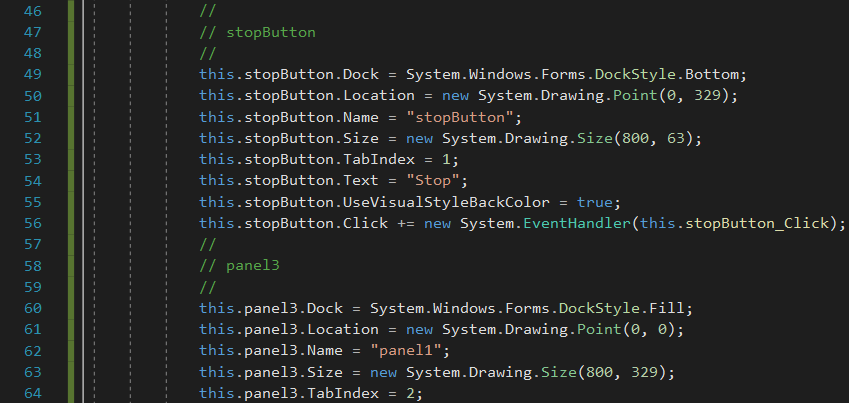 46 //
47 // stopButton
48 //
49 this.stopButton.Dock = System.Windows.Forms.DockStyle.Bottom;
50 this.stopButton.Location = new System.Drawing.Point(0, 329);
51 this.stopButton.Name = "stopButton";
52 this.stopButton.Size = new System.Drawing.Size(800, 63);
53 this.stopButton.TabIndex = 1;
54 this.stopButton.Text = "Stop";
55 this.stopButton.UseVisualStyleBackColor = true;
56 this.stopButton.Click += new System.EventHandler(this.stopButton_Click);
57 //
58 // panel3
59 //
60 this.panel3.Dock = System.Windows.Forms.DockStyle.Fill;
61 this.panel3.Location = new System.Drawing.Point(0, 0);
62 this.panel3.Name = "panel1";
63 this.panel3.Size = new System.Drawing.Size(800, 329);
64 this.panel3.TabIndex = 2;